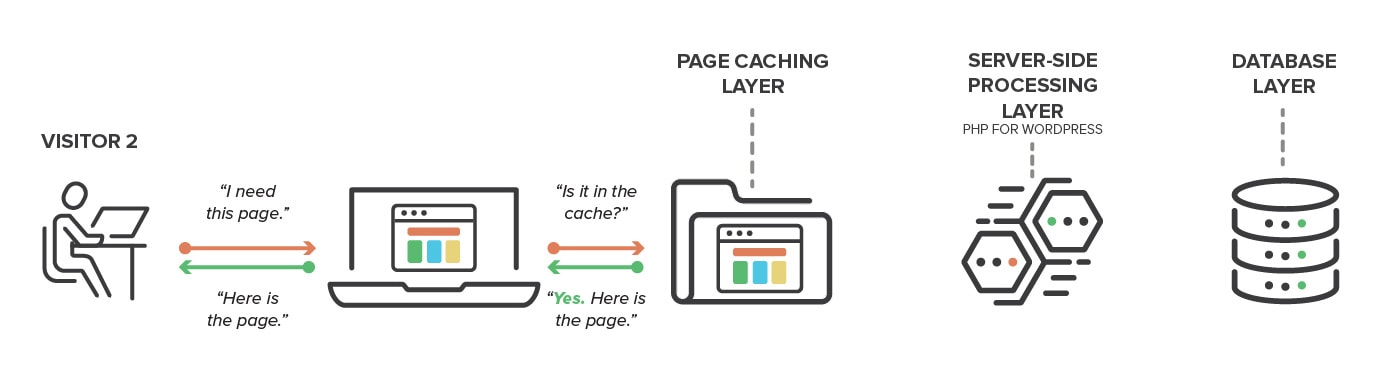 PAGE CACHING
LAYER
SERVER-SIDE
PROCESSING
LAYER
PHP FOR WORDPRESS
DATABASE
LAYER
VISITOR 2
“I need
this page.”
“Is it in the
cache?”
“Here is
the page.”
“Yes. Here is
the page.”